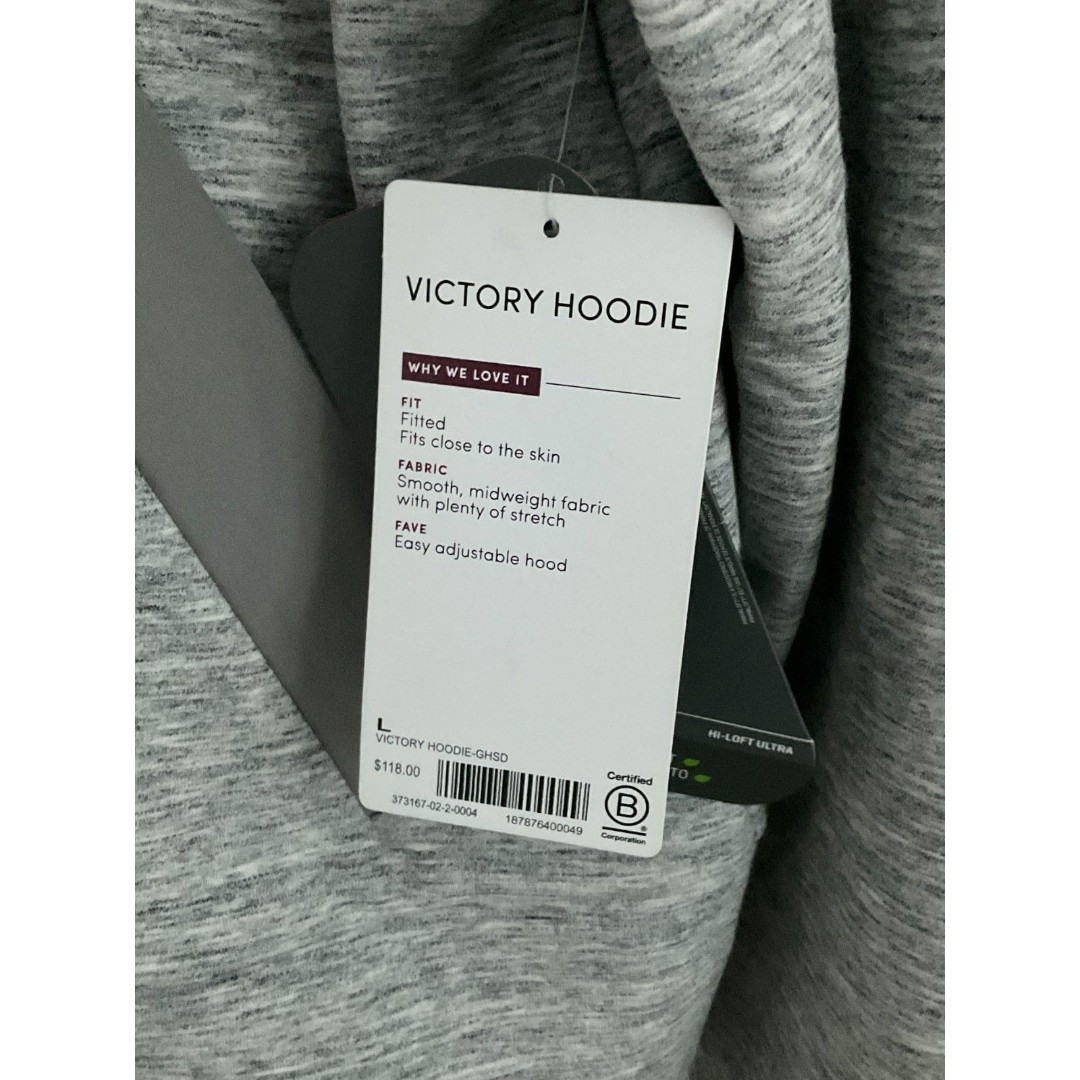 VICTORY HOODIE
WHY WE LOVE IT
FIT
Fitted
Fits close to the skin
FABRIC
Smooth, midweight fabric
with plenty of stretch
FAVE
Easy adjustable hood
L
VICTORY HOODIE-GHSD
$118.00
373167-02-2-0004
187876400049
Certified
B
®
Corporation
HI-LOFT ULTRA
TO